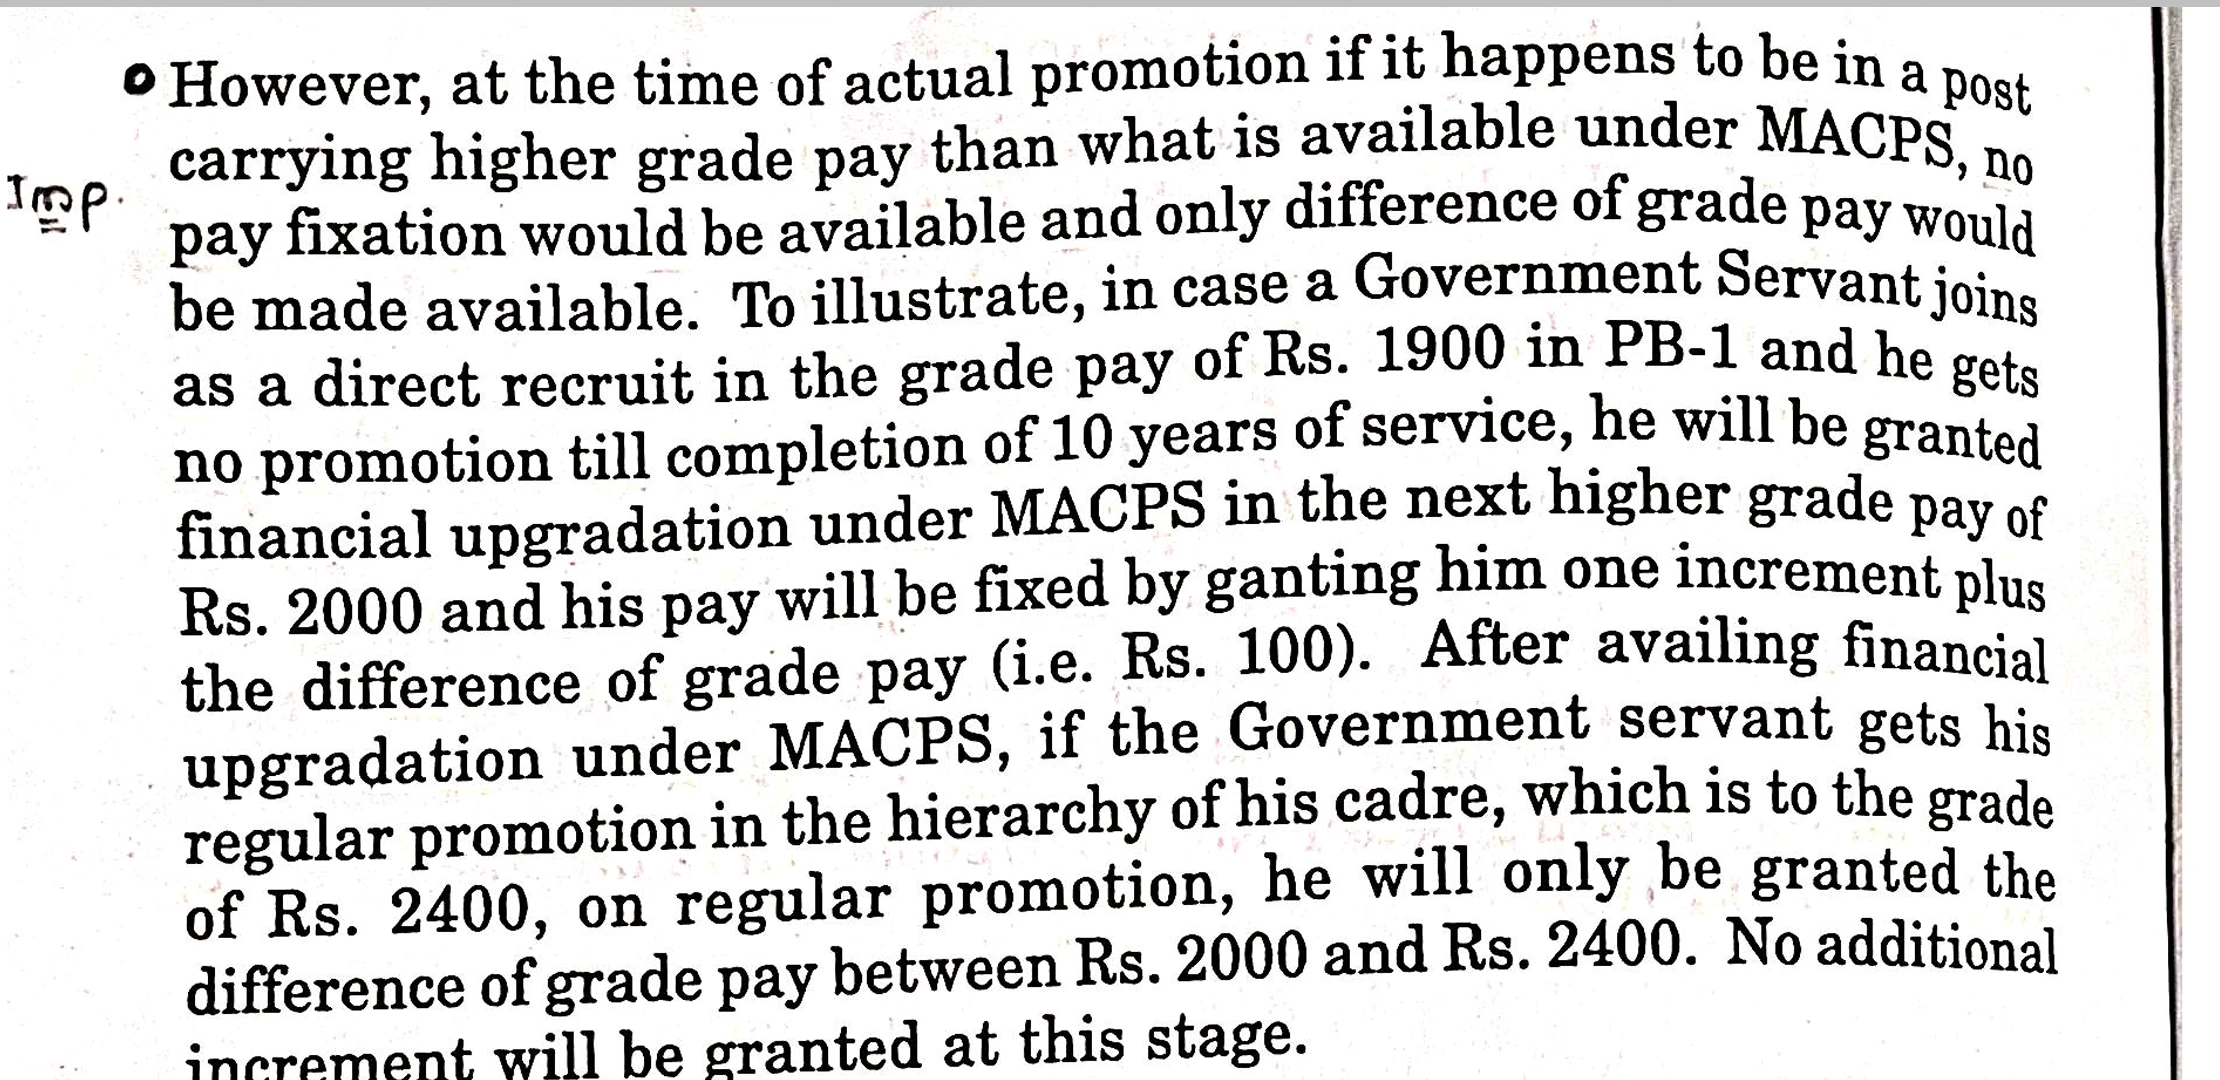 However, at the time of actual promotion if it happens to be in a post
carrying higher grade pay than what is available under MACPS, no
Imp.
pay fixation would be available and only difference of grade pay would
be made available. To illustrate, in case a Government Servant joins
as a direct recruit in the grade pay of Rs. 1900 in PB-1 and he gets
no promotion till completion of 10 years of service, he will be granted
financial upgradation under MACPS in the next higher grade pay of
Rs. 2000 and his pay will be fixed by ganting him one increment plus
the difference of grade pay (i.e. Rs. 100). After availing financial
upgradation under MACPS, if the Government servant gets his
regular promotion in the hierarchy of his cadre, which is to the grade
of Rs. 2400, on regular promotion, he will only be granted the
difference of grade pay between Rs. 2000 and Rs. 2400. No additional
increment will be granted at this stage.